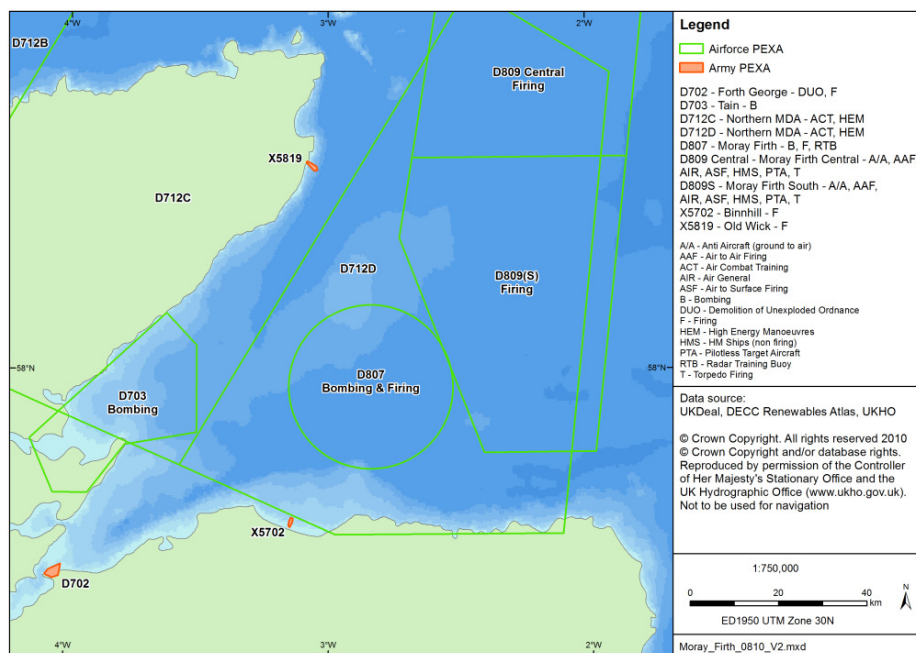 4°W
3°W
2°W
D712B
D809 Central
Firing
X5819
D712C
D712D
D809(S)
Firing
58°N
58°N
D807
Bombing & Firing
D703
Bombing
X5702
D702
4°W
3°W
2°W
Legend
Airforce PEXA
Army PEXA
D702 - Forth George - DUO, F
D703 - Tain - B
D712C - Northern MDA - ACT, HEM
D712D - Northern MDA - ACT, HEM
D807 - Moray Firth - B, F, RTB
D809 Central - Moray Firth Central - A/A, AAF
AIR, ASF, HMS, PTA, T
D809S - Moray Firth South - A/A, AAF,
AIR, ASF, HMS, PTA, T
X5702 - Binnhill - F
X5819 - Old Wick - F
A/A - Anti Aircraft (ground to air)
AAF - Air to Air Firing
ACT - Air Combat Training
AIR - Air General
ASF - Air to Surface Firing
B - Bombing
DUO - Demolition of Unexploded Ordnance
F - Firing
HEM - High Energy Manoeuvres
HMS - HM Ships (non firing)
PTA - Pilotless Target Aircraft
RTB - Radar Training Buoy
T - Torpedo Firing
Data source:
UKDeal, DECC Renewables Atlas, UKHO
© Crown Copyright. All rights reserved 2010
© Crown Copyright and/or database rights.
Reproduced by permission of the Controller
of Her Majesty's Stationary Office and the
UK Hydrographic Office (www.ukho.gov.uk).
Not to be used for navigation
1:750,000
0 20 40
km
N
ED1950 UTM Zone 30N
Moray_Firth_0810_V2.mxd